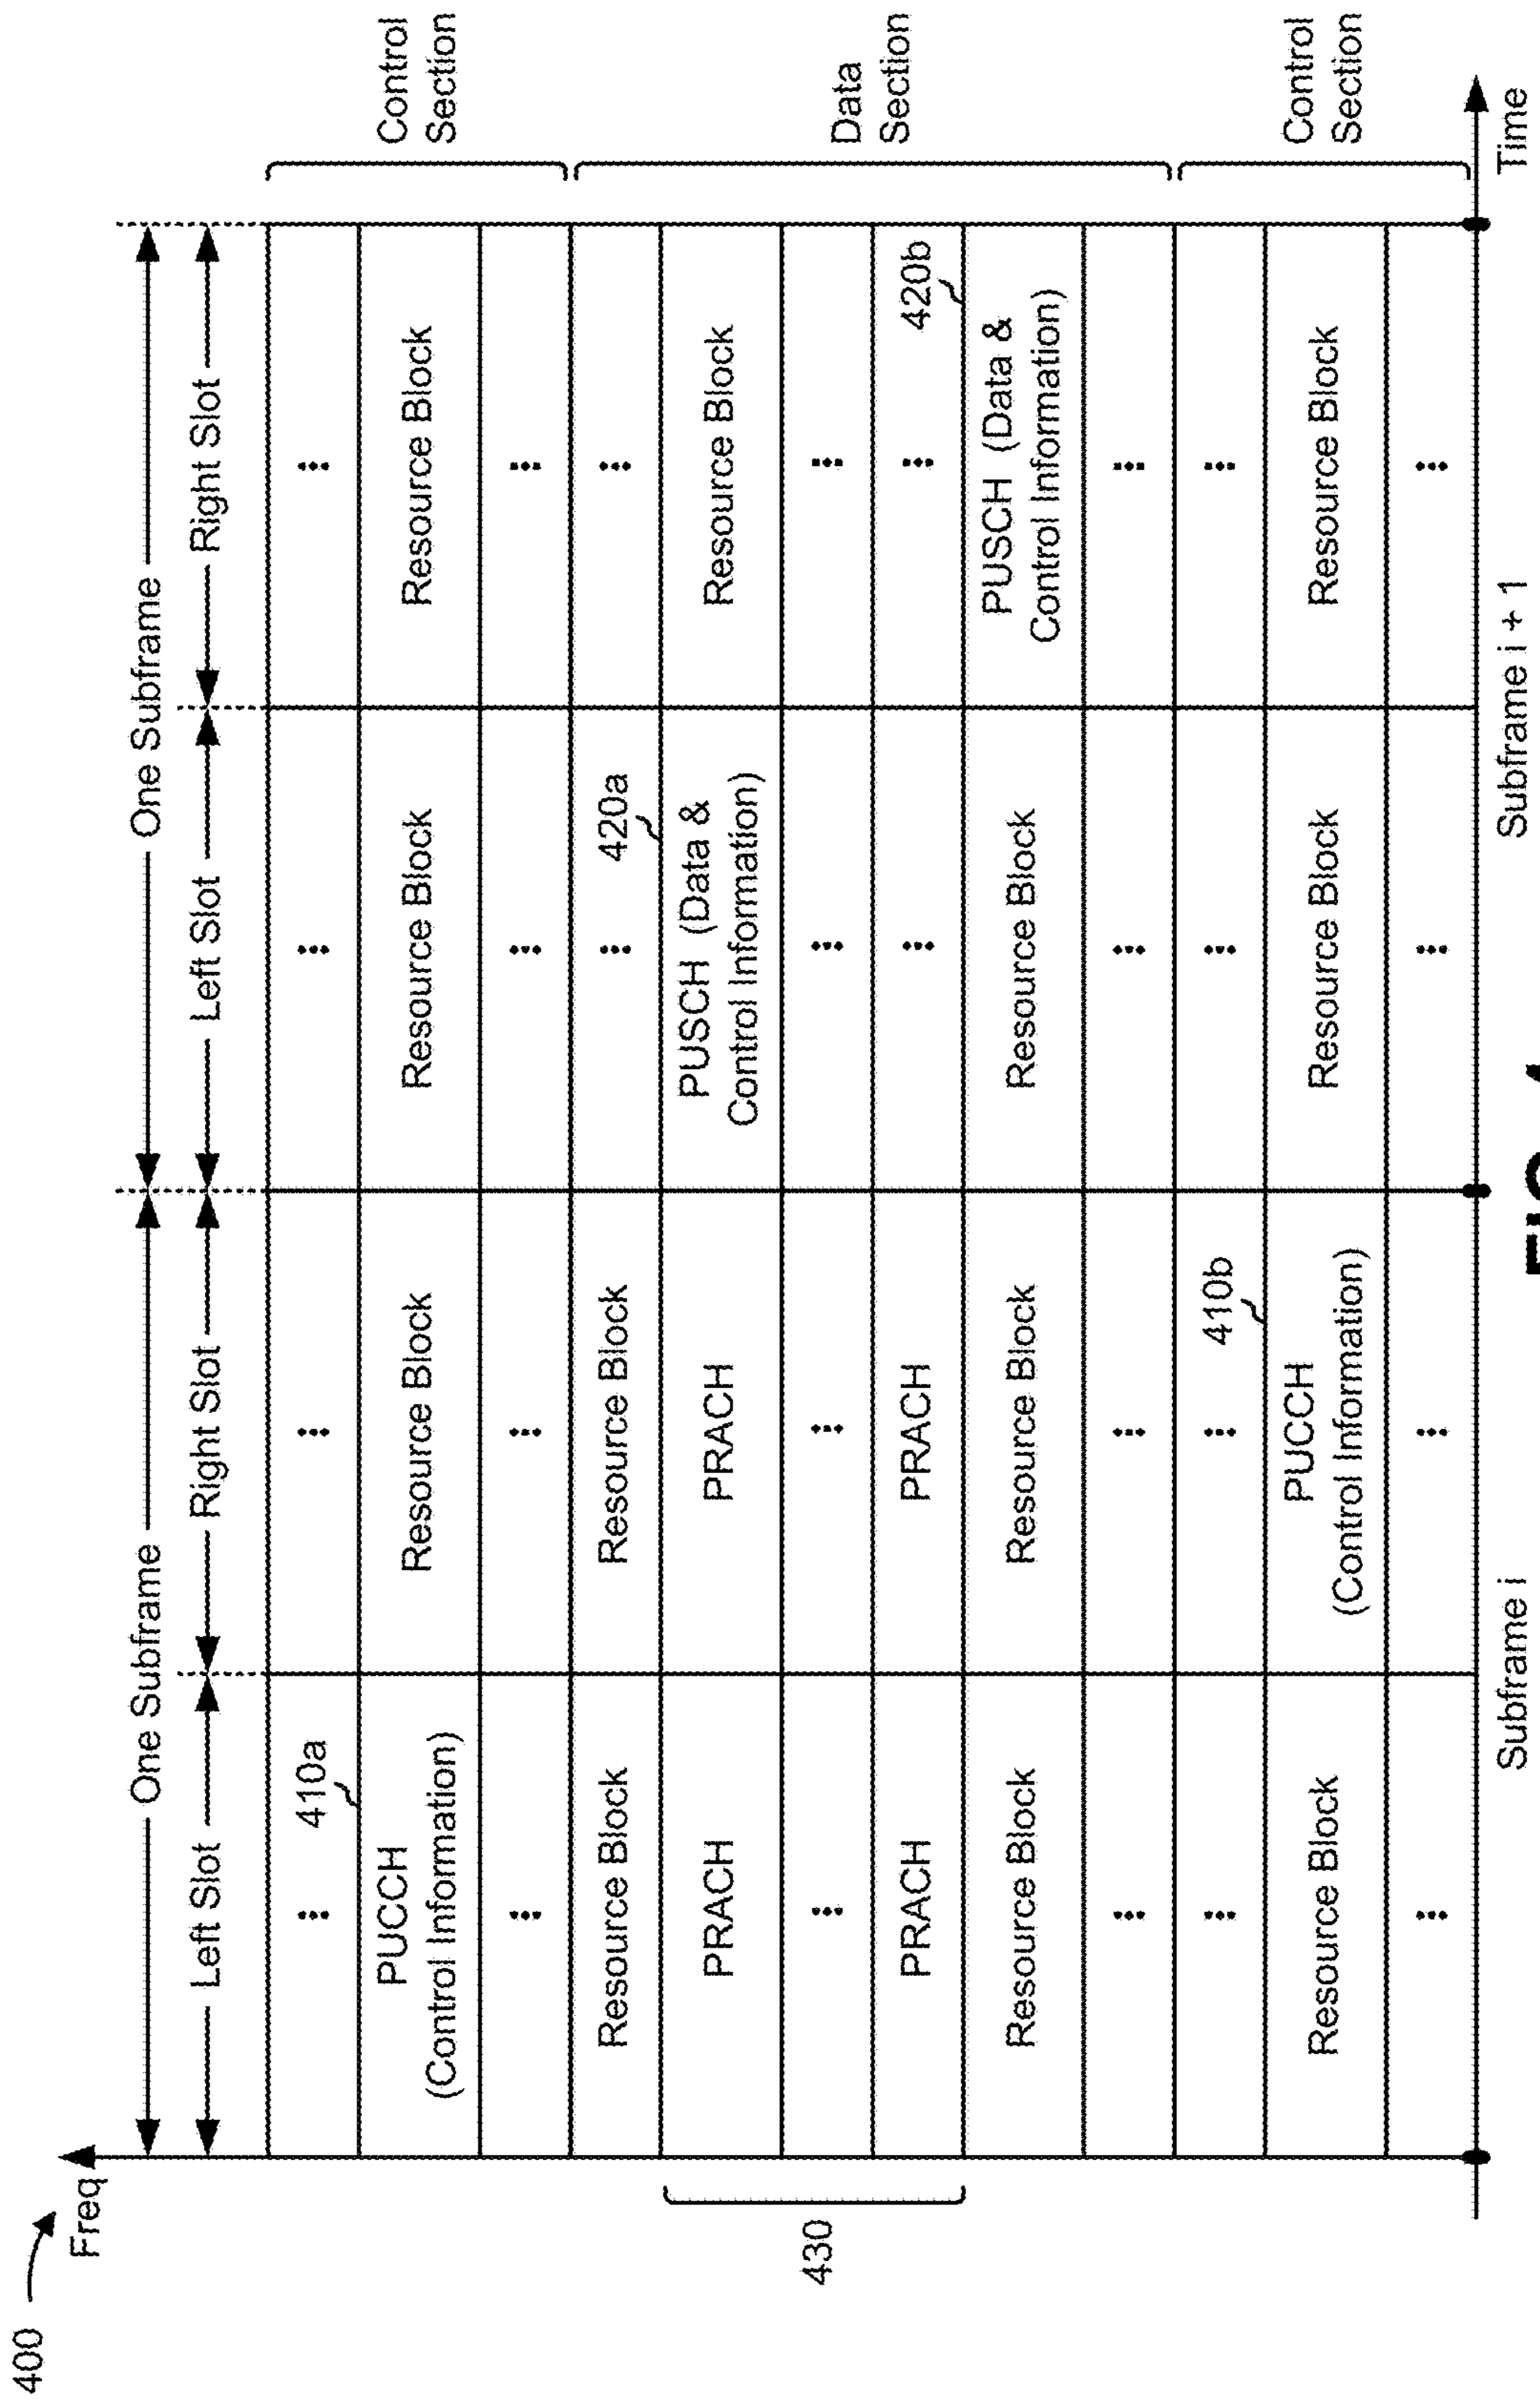 400
Freq
One Subframe
One Subframe
Left Slot
Right Slot
Left Slot
Right Slot
⋮
410a
⋮
⋮
⋮
PUCCH
(Control Information)
Resource Block
Resource Block
Resource Block
Control
Section
⋮
⋮
⋮
⋮
Resource Block
Resource Block
⋮
420a
⋮
PRACH
PRACH
PUSCH (Data &
Control Information)
Resource Block
430
⋮
⋮
⋮
⋮
Data
Section
PRACH
PRACH
⋮
⋮
420b
Resource Block
Resource Block
Resource Block
PUSCH (Data &
Control Information)
⋮
⋮
⋮
⋮
⋮
⋮
410b
⋮
⋮
Resource Block
PUCCH
(Control Information)
Resource Block
Resource Block
Control
Section
⋮
⋮
⋮
⋮
Subframe i
Subframe i + 1
Time